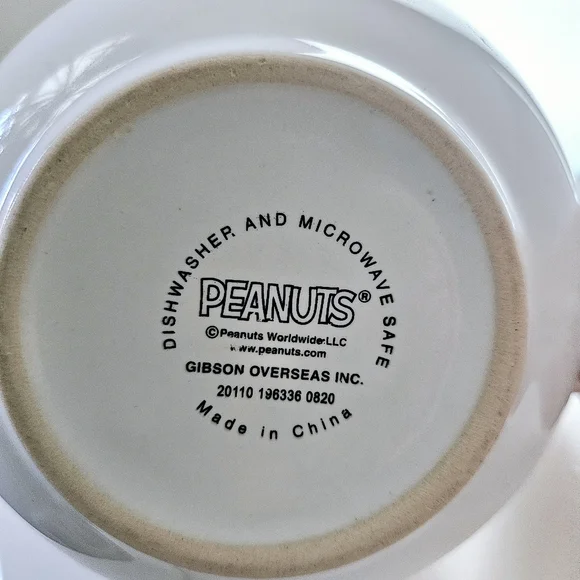 DISHWASHER AND MICROWAVE SAFE
PEANUTS®
©Peanuts Worldwide LLC
www.peanuts.com
GIBSON OVERSEAS INC.
20110 196336 0820
Made in China